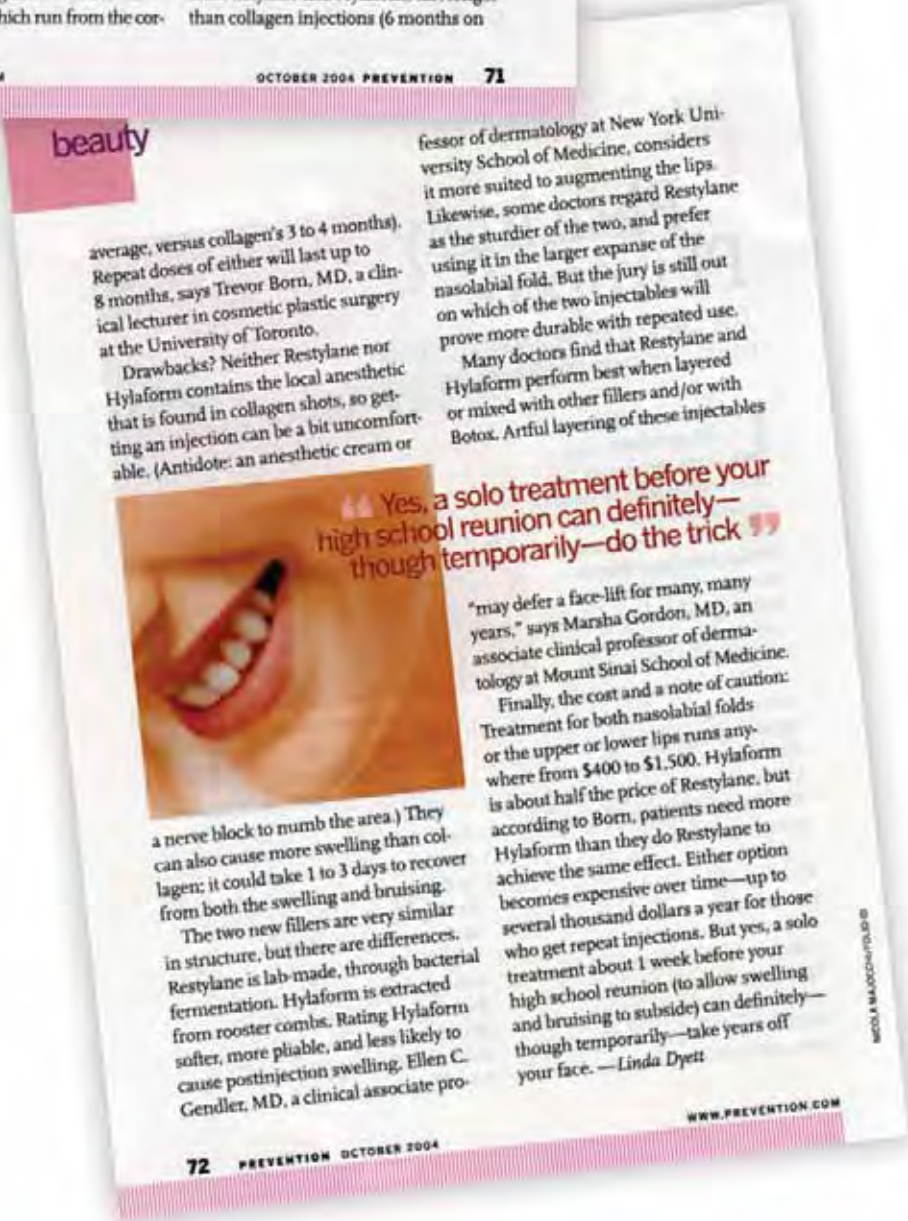 hich run from the cor-
than collagen injections (6 months on
OCTOBER 2004 PREVENTION 71
beauty
average, versus collagen's 3 to 4 months).
Repeat doses of either will last up to
8 months, says Trevor Born, MD, a clin-
ical lecturer in cosmetic plastic surgery
at the University of Toronto.
Drawbacks? Neither Restylane nor
Hylaform contains the local anesthetic
that is found in collagen shots, so get-
ting an injection can be a bit uncomfort-
able. (Antidote: an anesthetic cream or
a nerve block to numb the area.) They
can also cause more swelling than col-
lagen; it could take 1 to 3 days to recover
from both the swelling and bruising.
The two new fillers are very similar
in structure, but there are differences.
Restylane is lab-made, through bacterial
fermentation. Hylaform is extracted
from rooster combs. Rating Hylaform
softer, more pliable, and less likely to
cause postinjection swelling, Ellen C.
Gendler, MD, a clinical associate pro-
fessor of dermatology at New York Uni-
versity School of Medicine, considers
it more suited to augmenting the lips.
Likewise, some doctors regard Restylane
as the sturdier of the two, and prefer
using it in the larger expanse of the
nasolabial fold. But the jury is still out
on which of the two injectables will
prove more durable with repeated use.
Many doctors find that Restylane and
Hylaform perform best when layered
or mixed with other fillers and/or with
Botox. Artful layering of these injectables
“Yes, a solo treatment before your
high school reunion can definitely—
though temporarily—do the trick”
"may defer a face-lift for many, many
years," says Marsha Gordon, MD, an
associate clinical professor of derma-
tology at Mount Sinai School of Medicine.
Finally, the cost and a note of caution:
Treatment for both nasolabial folds
or the upper or lower lips runs any-
where from $400 to $1,500. Hylaform
is about half the price of Restylane, but
according to Born, patients need more
Hylaform than they do Restylane to
achieve the same effect. Either option
becomes expensive over time—up to
several thousand dollars a year for those
who get repeat injections. But yes, a solo
treatment about 1 week before your
high school reunion (to allow swelling
and bruising to subside) can definitely—
though temporarily—take years off
your face. —Linda Dyett
72 PREVENTION OCTOBER 2004
WWW.PREVENTION.COM